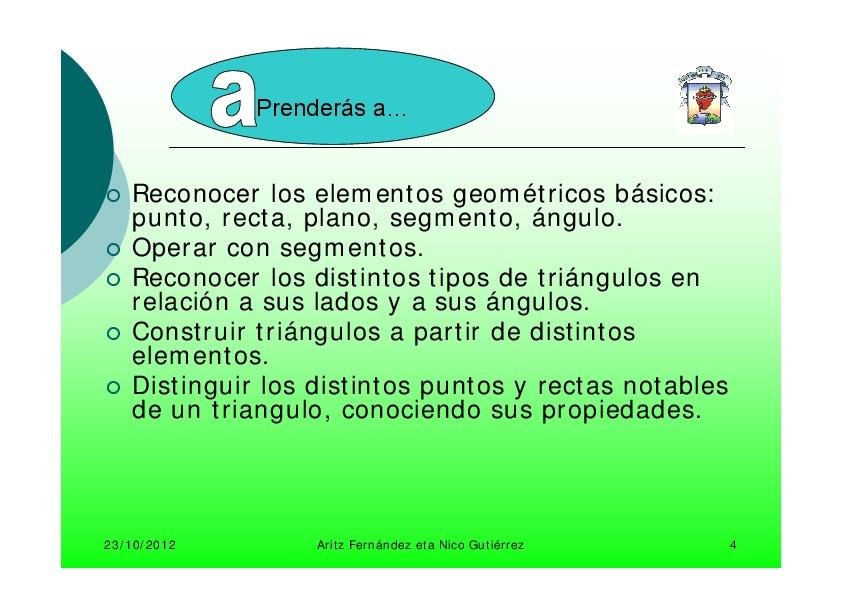 aPrenderás a...
Reconocer los elementos geométricos básicos:
punto, recta, plano, segmento, ángulo.
Operar con segmentos.
Reconocer los distintos tipos de triángulos en
relación a sus lados y a sus ángulos.
Construir triángulos a partir de distintos
elementos.
Distinguir los distintos puntos y rectas notables
de un triangulo, conociendo sus propiedades.
23/10/2012 Aritz Fernández eta Nico Gutiérrez 4